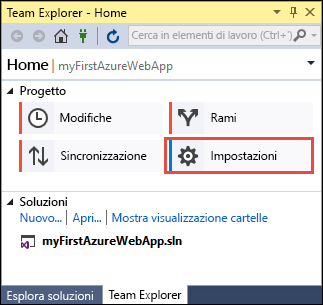 Team Explorer - Home
Cerca in elementi di lavoro (Ctrl+')
Home | myFirstAzureWebApp
Progetto
Modifiche
Rami
Sincronizzazione
Impostazioni
Soluzioni
Nuovo... | Apri... | Mostra visualizzazione cartelle
myFirstAzureWebApp.sln
Esplora soluzioni Team Explorer